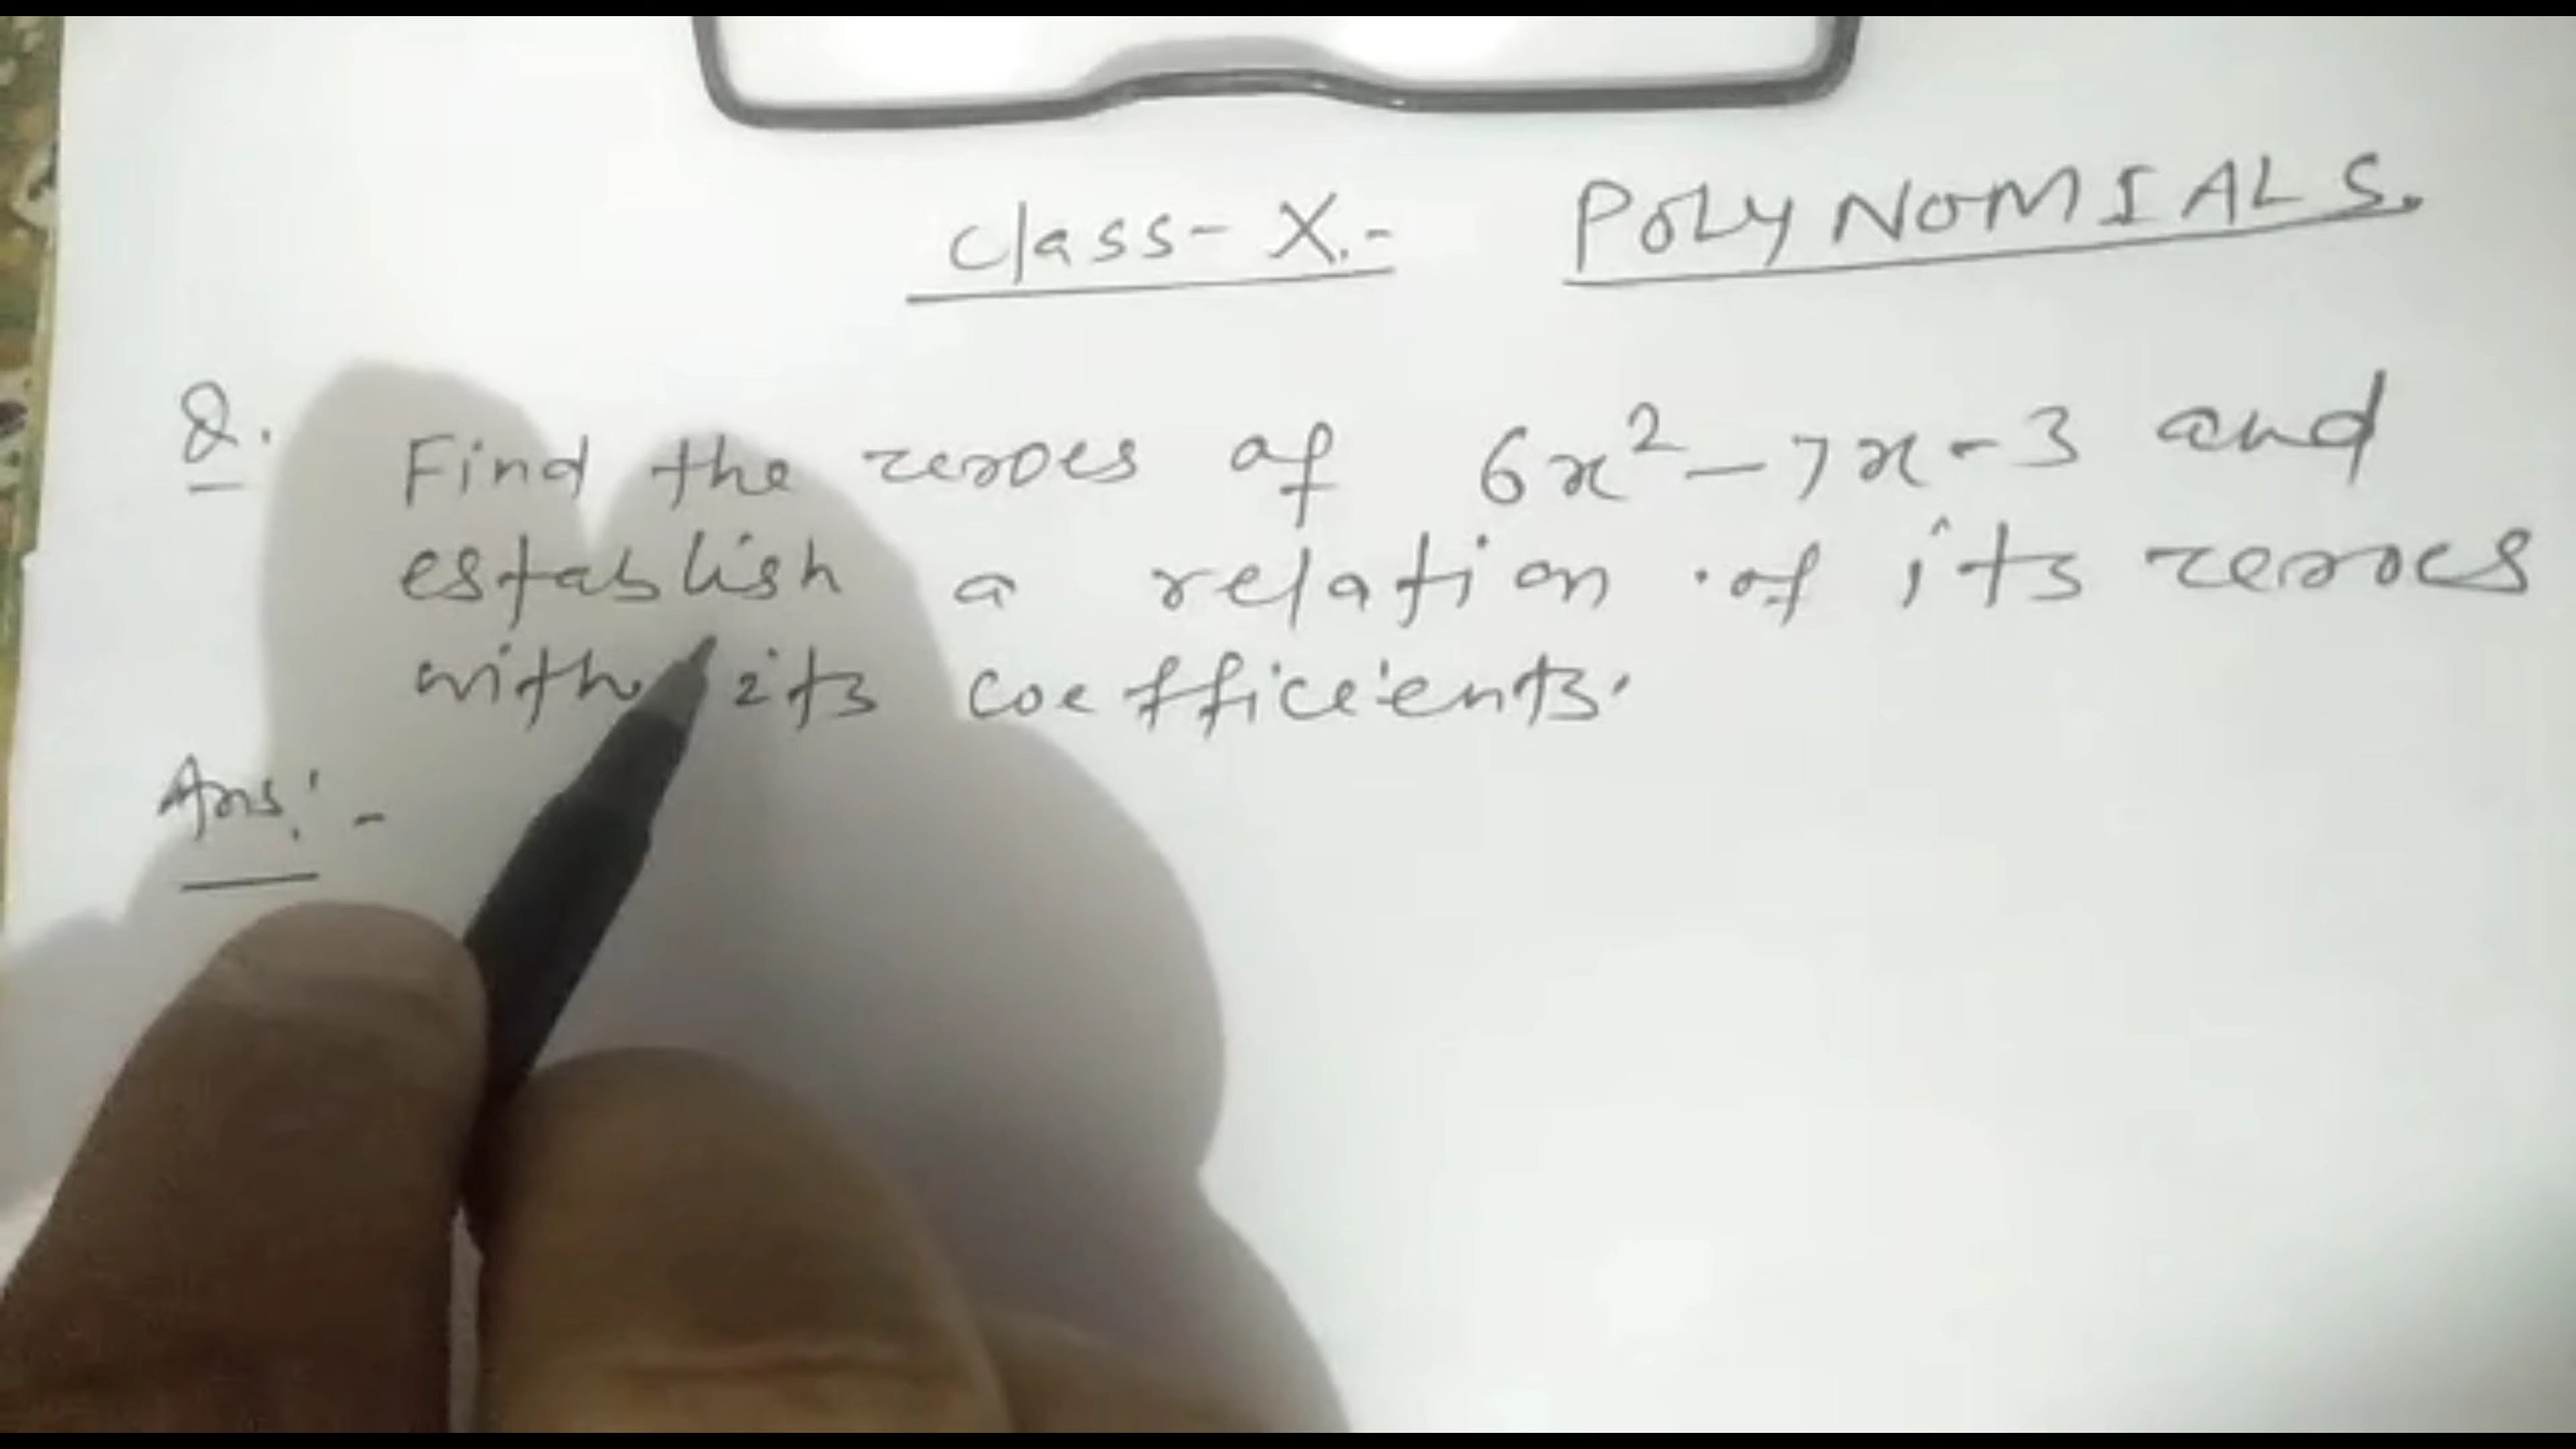 Class- X.- POLYNOMIALS.
Q. Find the zeroes of 6x² - 7x - 3 and
establish a relation of its zeroes
with its coefficients.
Ans:-